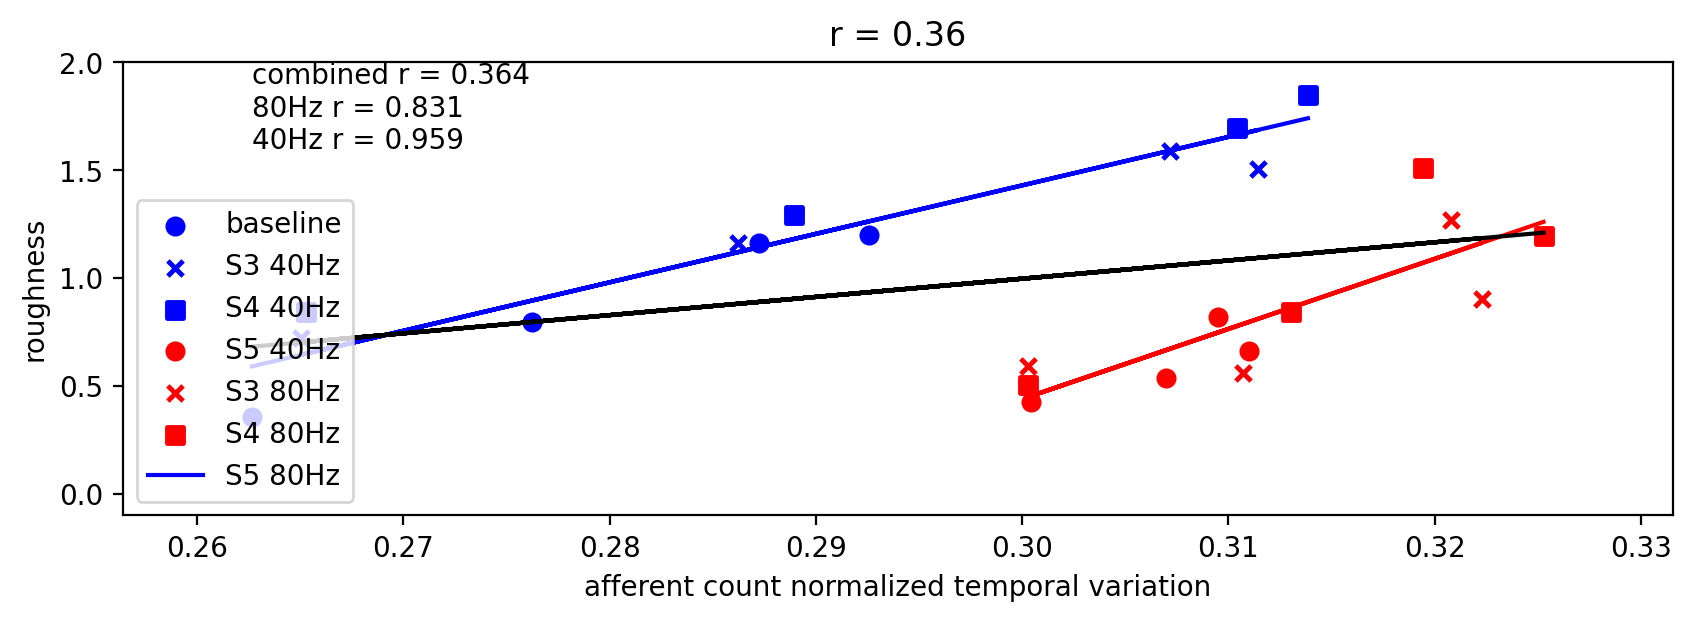 r = 0.36
combined r = 0.364
80Hz r = 0.831
40Hz r = 0.959
2.0
1.5
1.0
0.5
0.0
roughness
baseline
S3 40Hz
S4 40Hz
S5 40Hz
S3 80Hz
S4 80Hz
S5 80Hz
0.26 0.27 0.28 0.29 0.30 0.31 0.32 0.33
afferent count normalized temporal variation